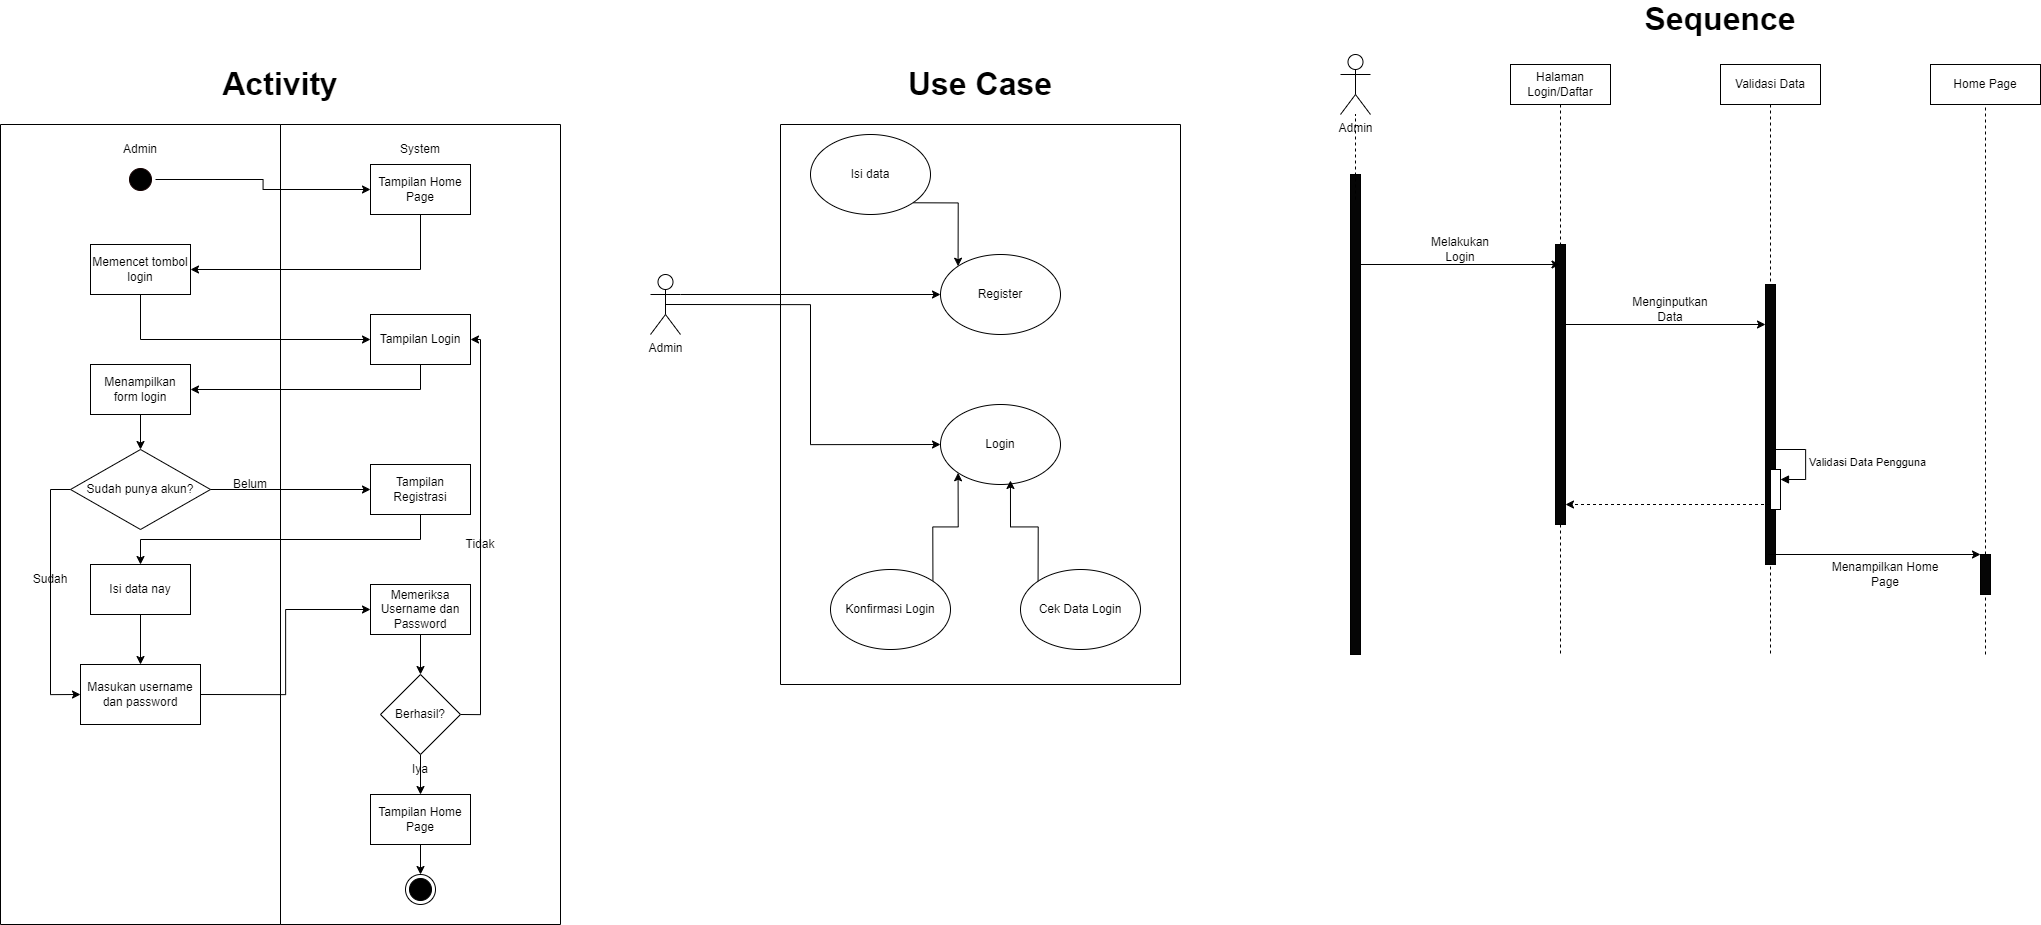 Activity
Admin
System
Tampilan Home
Page
Memencet tombol
login
Tampilan Login
Menampilkan
form login
Sudah punya akun?
Belum
Tampilan
Registrasi
Tidak
Sudah
Isi data nay
Memeriksa
Username dan
Password
Masukan username
dan password
Berhasil?
Iya
Tampilan Home
Page
Use Case
Isi data
Register
Admin
Login
Konfirmasi Login
Cek Data Login
Sequence
Admin
Halaman
Login/Daftar
Validasi Data
Home Page
Melakukan
Login
Menginputkan
Data
Validasi Data Pengguna
Menampilkan Home
Page